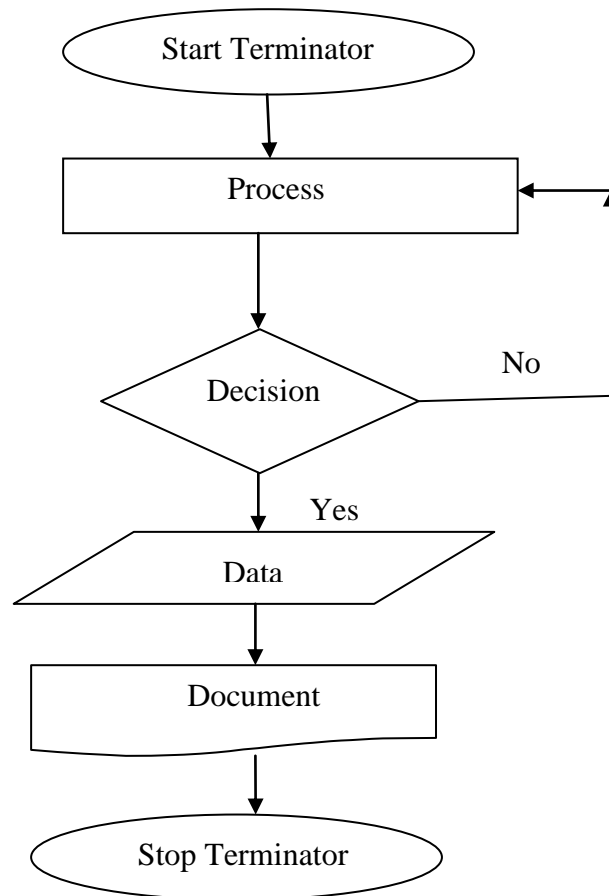 Start Terminator
Process
Decision
No
Yes
Data
Document
Stop Terminator